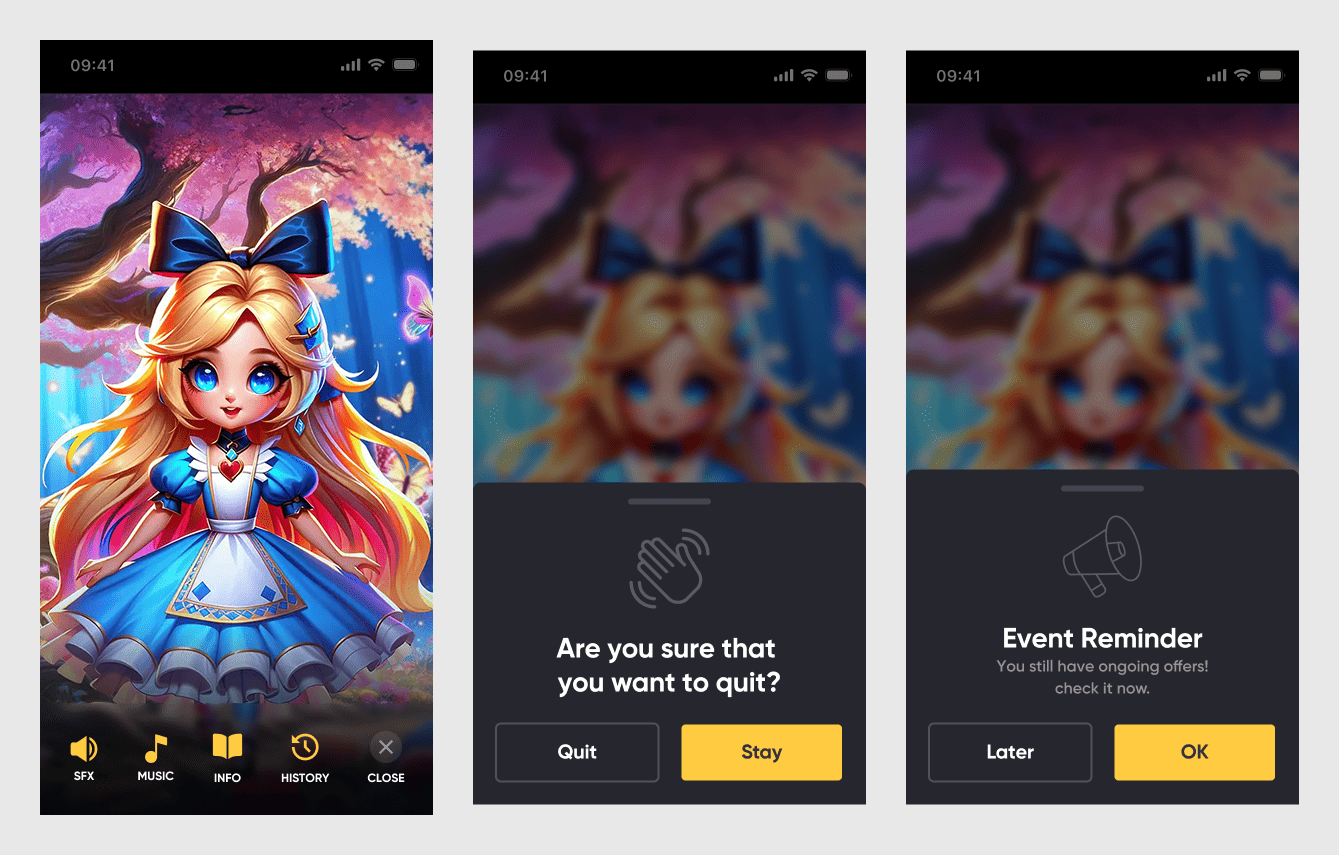 09:41
SFX
MUSIC
INFO
HISTORY
CLOSE
09:41
Are you sure that
you want to quit?
Quit
Stay
09:41
Event Reminder
You still have ongoing offers!
check it now.
Later
OK